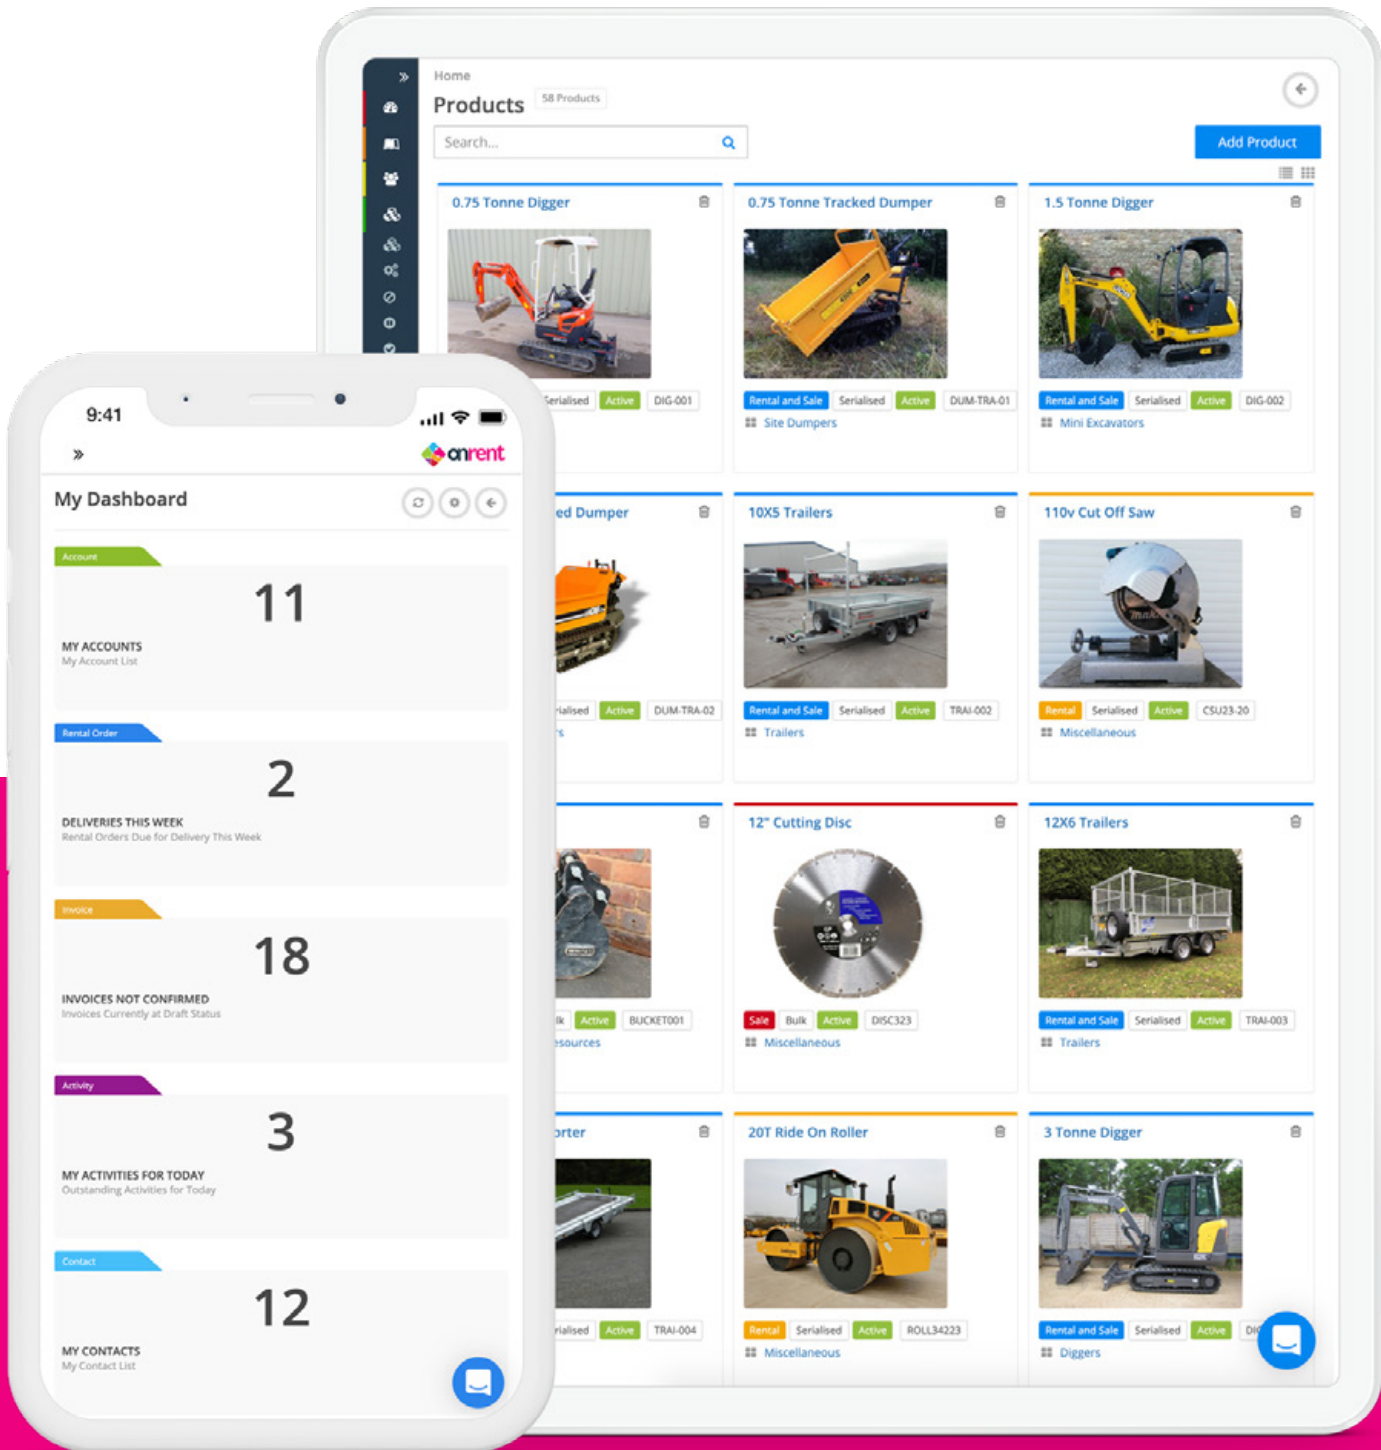 Home
Products
58 Products
Search...
Add Product
0.75 Tonne Digger
0.75 Tonne Tracked Dumper
1.5 Tonne Digger
Serialised Active DIG-001
Rental and Sale Serialised Active DUM-TRA-01
Rental and Sale Serialised Active DIG-002
Site Dumpers
Mini Excavators
ed Dumper
10X5 Trailers
110v Cut Off Saw
rialised Active DUM-TRA-02
Rental and Sale Serialised Active TRAI-002
Rental Serialised Active CSU23-20
rs
Trailers
Miscellaneous
12" Cutting Disc
12X6 Trailers
lk Active BUCKET001
Sale Bulk Active DISC323
Rental and Sale Serialised Active TRAI-003
esources
Miscellaneous
Trailers
orter
20T Ride On Roller
3 Tonne Digger
rialised Active TRAI-004
Rental Serialised Active ROLL34223
Rental and Sale Serialised Active
Miscellaneous
Diggers
9:41
onrent
My Dashboard
Account
11
MY ACCOUNTS
My Account List
Rental Order
2
DELIVERIES THIS WEEK
Rental Orders Due for Delivery This Week
Invoice
18
INVOICES NOT CONFIRMED
Invoices Currently at Draft Status
Activity
3
MY ACTIVITIES FOR TODAY
Outstanding Activities for Today
Contact
12
MY CONTACTS
My Contact List